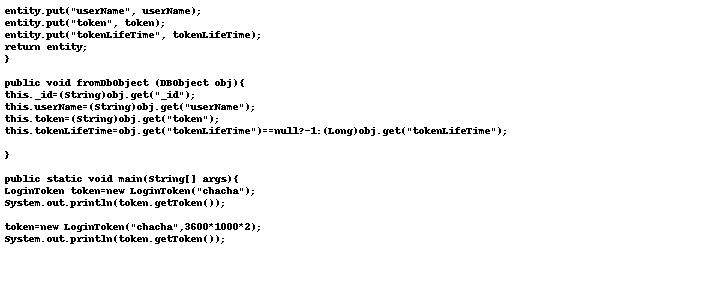 entity.put("userName", userName);
entity.put("token", token);
entity.put("tokenLifeTime", tokenLifeTime);
return entity;
}
public void fromDbObject (DBObject obj){
this._id=(String)obj.get("_id");
this.userName=(String)obj.get("userName");
this.token=(String)obj.get("token");
this.tokenLifeTime=obj.get("tokenLifeTime")==null?-1:(Long)obj.get("tokenLifeTime");
}
public static void main(String[] args){
LoginToken token=new LoginToken("chacha");
System.out.println(token.getToken());
token=new LoginToken("chacha",3600*1000*2);
System.out.println(token.getToken());